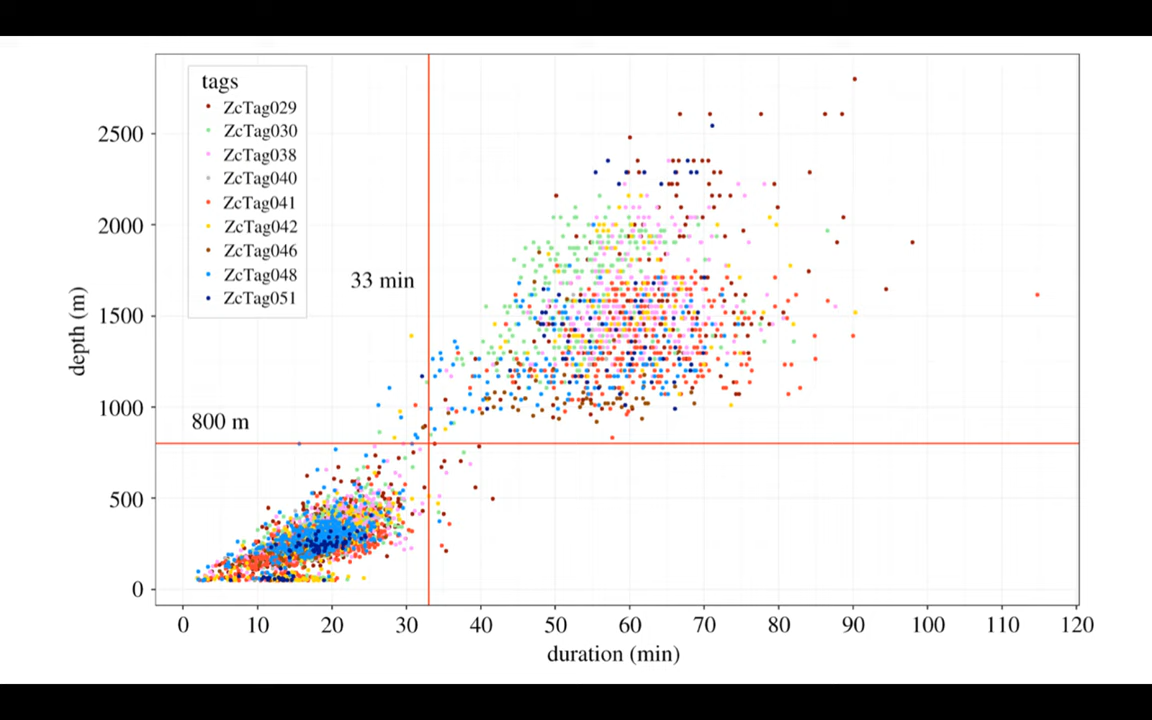 tags
ZcTag029
ZcTag030
ZcTag038
ZcTag040
ZcTag041
ZcTag042
ZcTag046
ZcTag048
ZcTag051
2500
2000
1500
1000
500
0
depth (m)
33 min
800 m
0 10 20 30 40 50 60 70 80 90 100 110 120
duration (min)